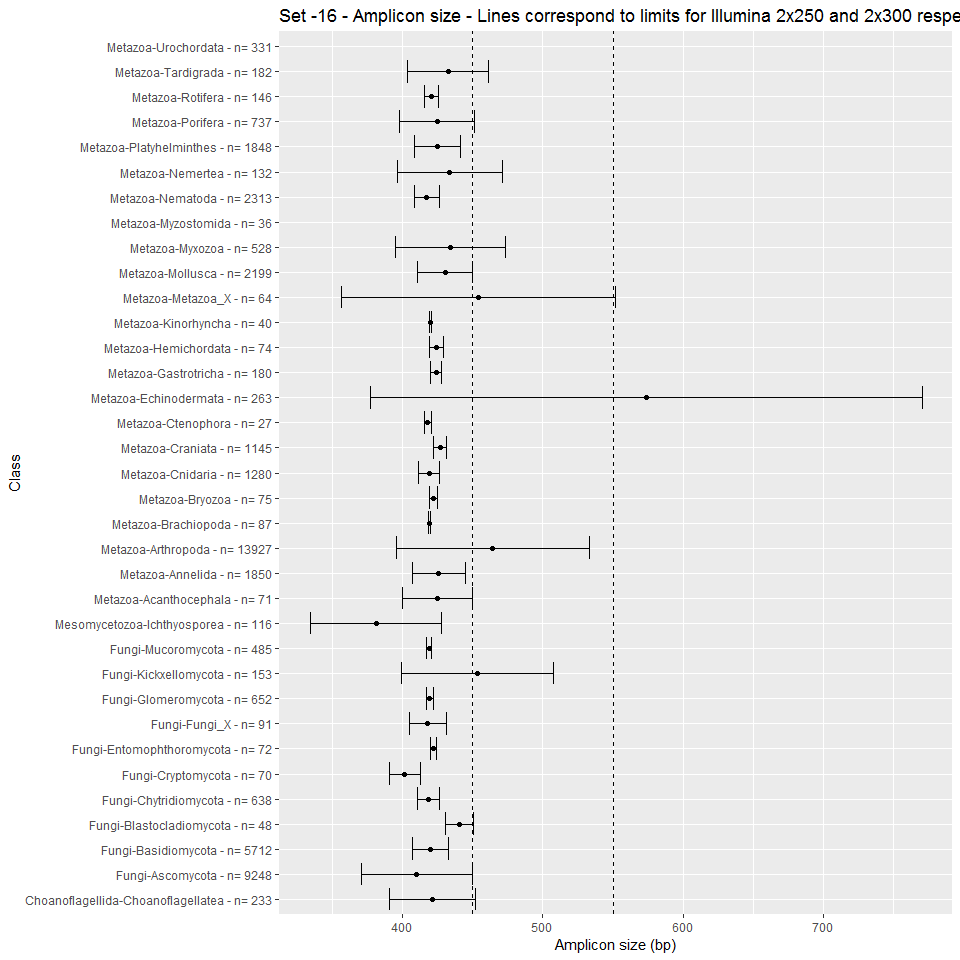 Set -16 - Amplicon size - Lines correspond to limits for Illumina 2x250 and 2x300 respe
Metazoa-Urochordata - n= 331
Metazoa-Tardigrada - n= 182
Metazoa-Rotifera - n= 146
Metazoa-Porifera - n= 737
Metazoa-Platyhelminthes - n= 1848
Metazoa-Nemertea - n= 132
Metazoa-Nematoda - n= 2313
Metazoa-Myzostomida - n= 36
Metazoa-Myxozoa - n= 528
Metazoa-Mollusca - n= 2199
Metazoa-Metazoa_X - n= 64
Metazoa-Kinorhyncha - n= 40
Metazoa-Hemichordata - n= 74
Metazoa-Gastrotricha - n= 180
Metazoa-Echinodermata - n= 263
Metazoa-Ctenophora - n= 27
Metazoa-Craniata - n= 1145
Metazoa-Cnidaria - n= 1280
Metazoa-Bryozoa - n= 75
Metazoa-Brachiopoda - n= 87
Metazoa-Arthropoda - n= 13927
Metazoa-Annelida - n= 1850
Metazoa-Acanthocephala - n= 71
Mesomycetozoa-Ichthyosporea - n= 116
Fungi-Mucoromycota - n= 485
Fungi-Kickxellomycota - n= 153
Fungi-Glomeromycota - n= 652
Fungi-Fungi_X - n= 91
Fungi-Entomophthoromycota - n= 72
Fungi-Cryptomycota - n= 70
Fungi-Chytridiomycota - n= 638
Fungi-Blastocladiomycota - n= 48
Fungi-Basidiomycota - n= 5712
Fungi-Ascomycota - n= 9248
Choanoflagellida-Choanoflagellatea - n= 233
Class
400 500 600 700
Amplicon size (bp)